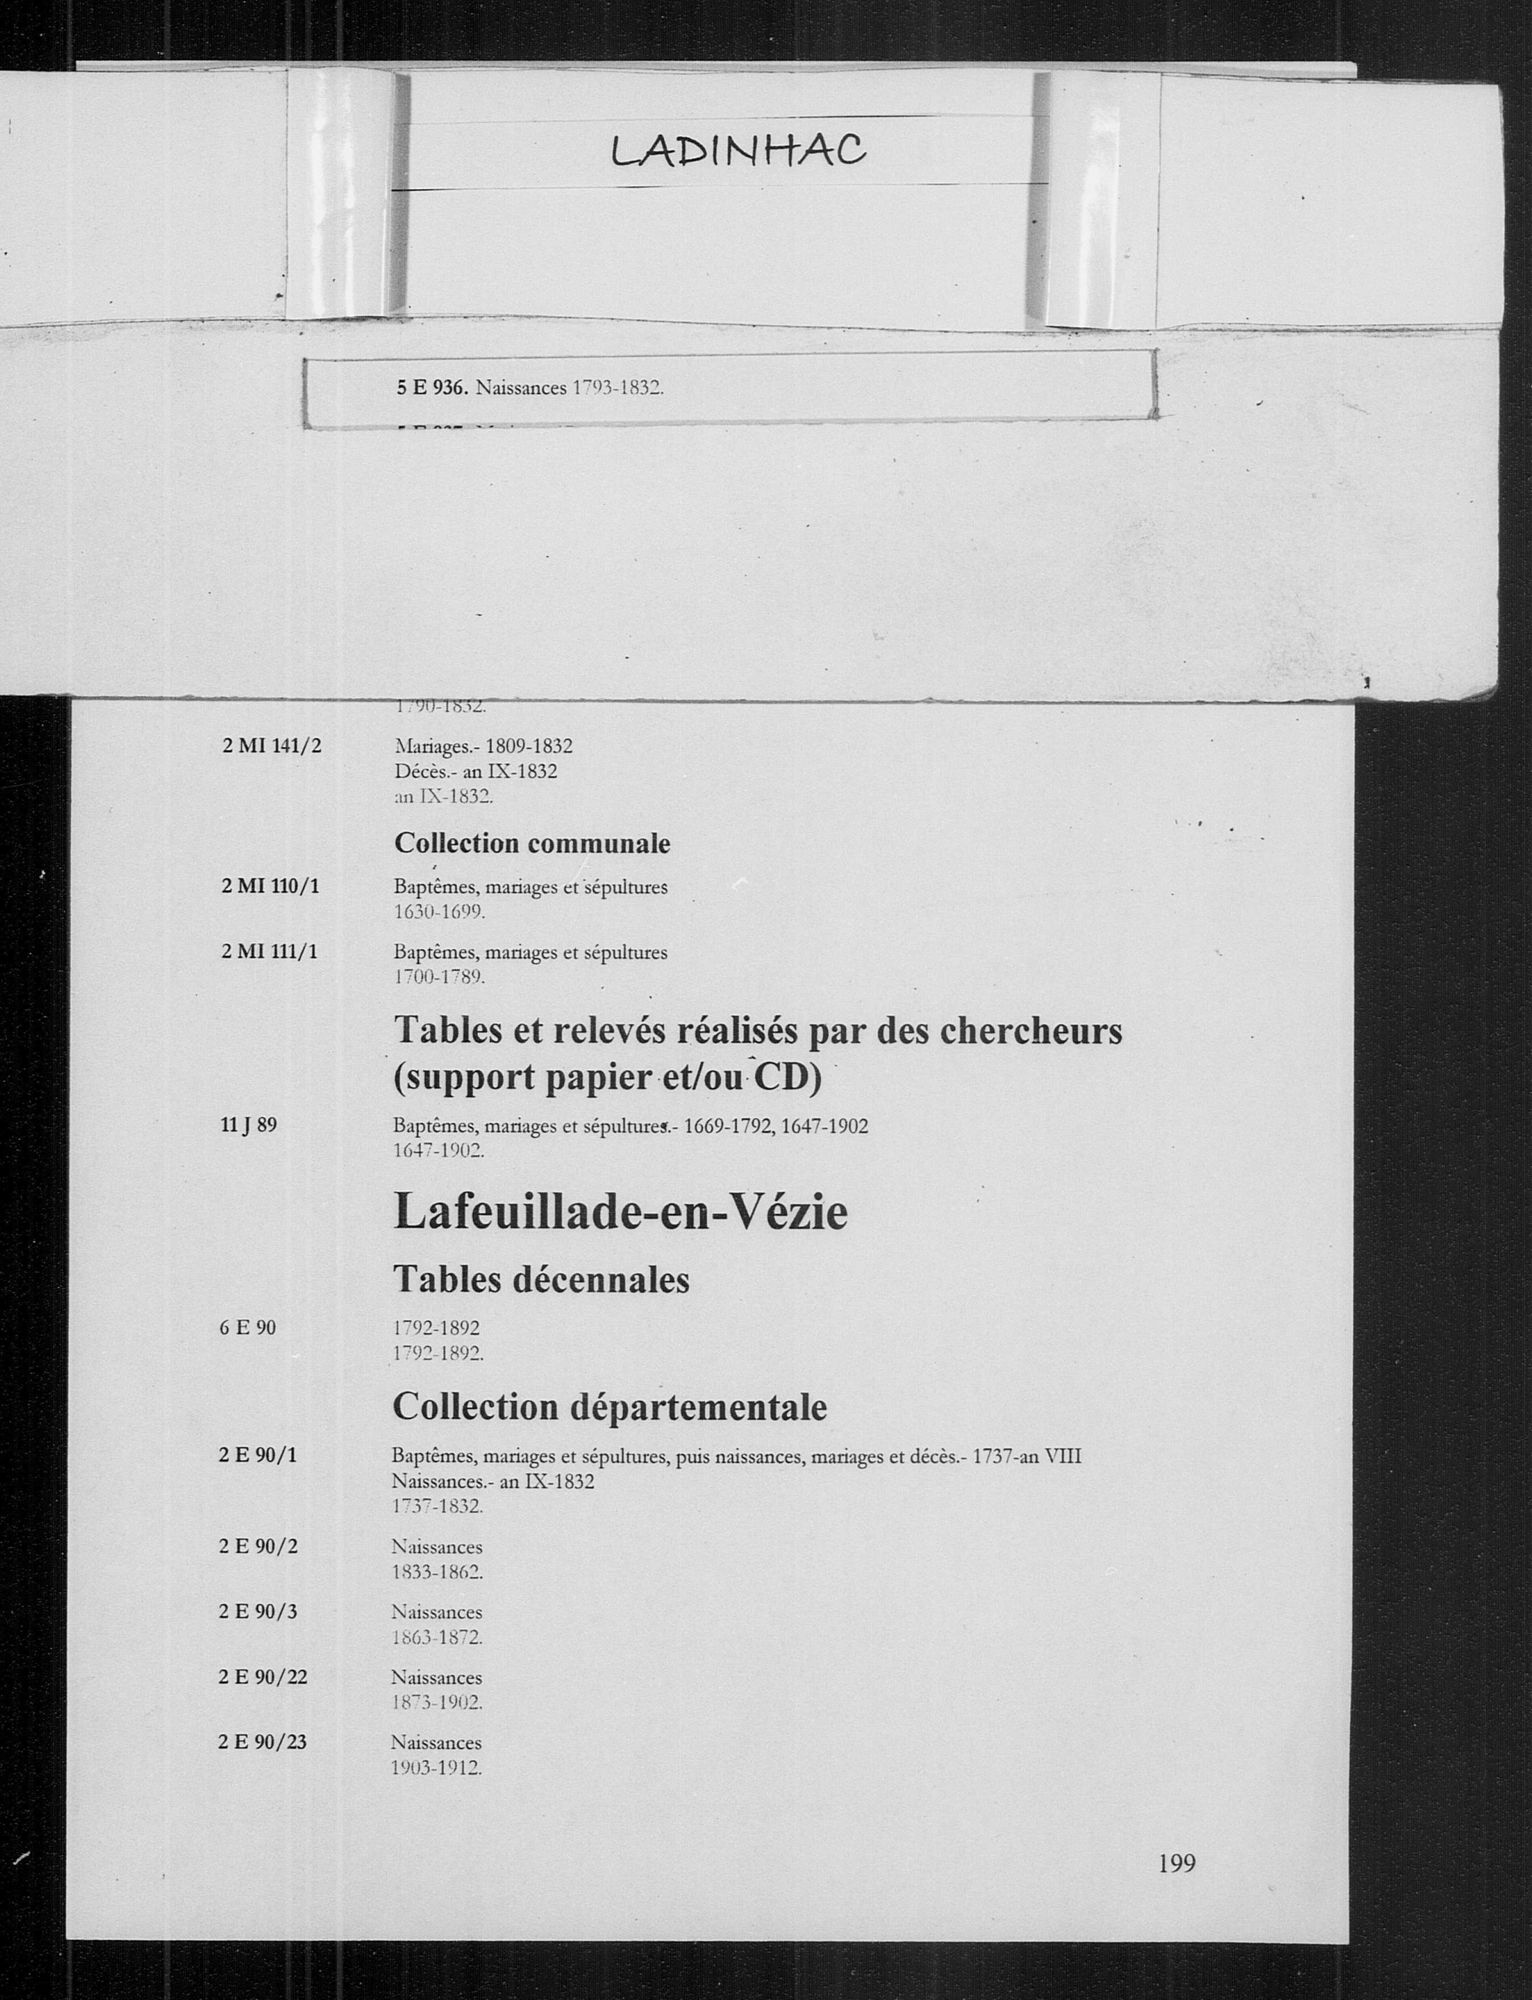 LADINHAC
5 E 936. Naissances 1793-1832.
1790-1832.
2 MI 141/2 Mariages.- 1809-1832
Décès.- an IX-1832
an IX-1832.
Collection communale
2 MI 110/1 Baptêmes, mariages et sépultures
1630-1699.
2 MI 111/1 Baptêmes, mariages et sépultures
1700-1789.
Tables et relevés réalisés par des chercheurs
(support papier et/ou CD)
11 J 89 Baptêmes, mariages et sépultures.- 1669-1792, 1647-1902
1647-1902.
Lafeuillade-en-Vézie
Tables décennales
6 E 90 1792-1892
1792-1892.
Collection départementale
2 E 90/1 Baptêmes, mariages et sépultures, puis naissances, mariages et décès.- 1737-an VIII
Naissances.- an IX-1832
1737-1832.
2 E 90/2 Naissances
1833-1862.
2 E 90/3 Naissances
1863-1872.
2 E 90/22 Naissances
1873-1902.
2 E 90/23 Naissances
1903-1912.
199